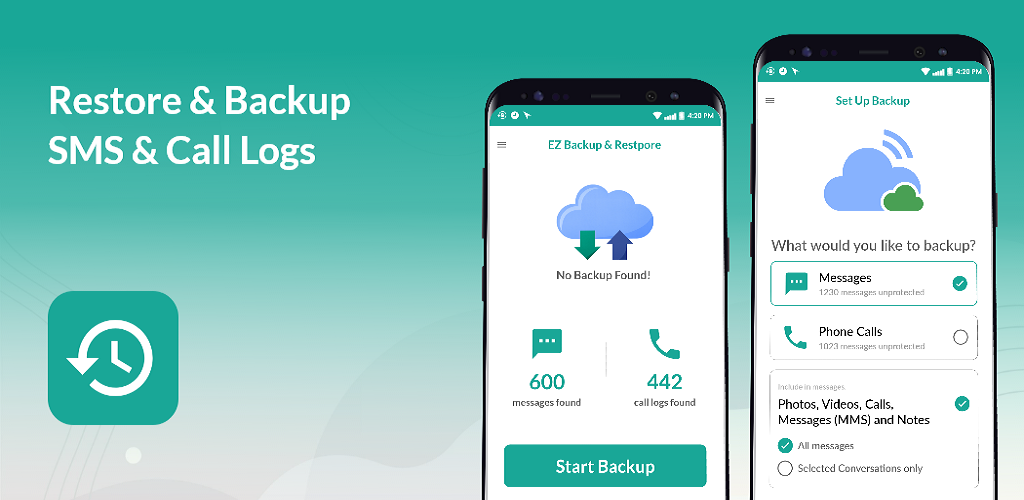 Restore & Backup
SMS & Call Logs
4:20 PM
EZ Backup & Restpore
No Backup Found!
600
messages found
442
call logs found
Start Backup
4:20 PM
Set Up Backup
What would you like to backup?
Messages
1230 messages unprotected
Phone Calls
1023 messages unprotected
Include in messages
Photos, Videos, Calls,
Messages (MMS) and Notes
All messages
Selected Conversations only